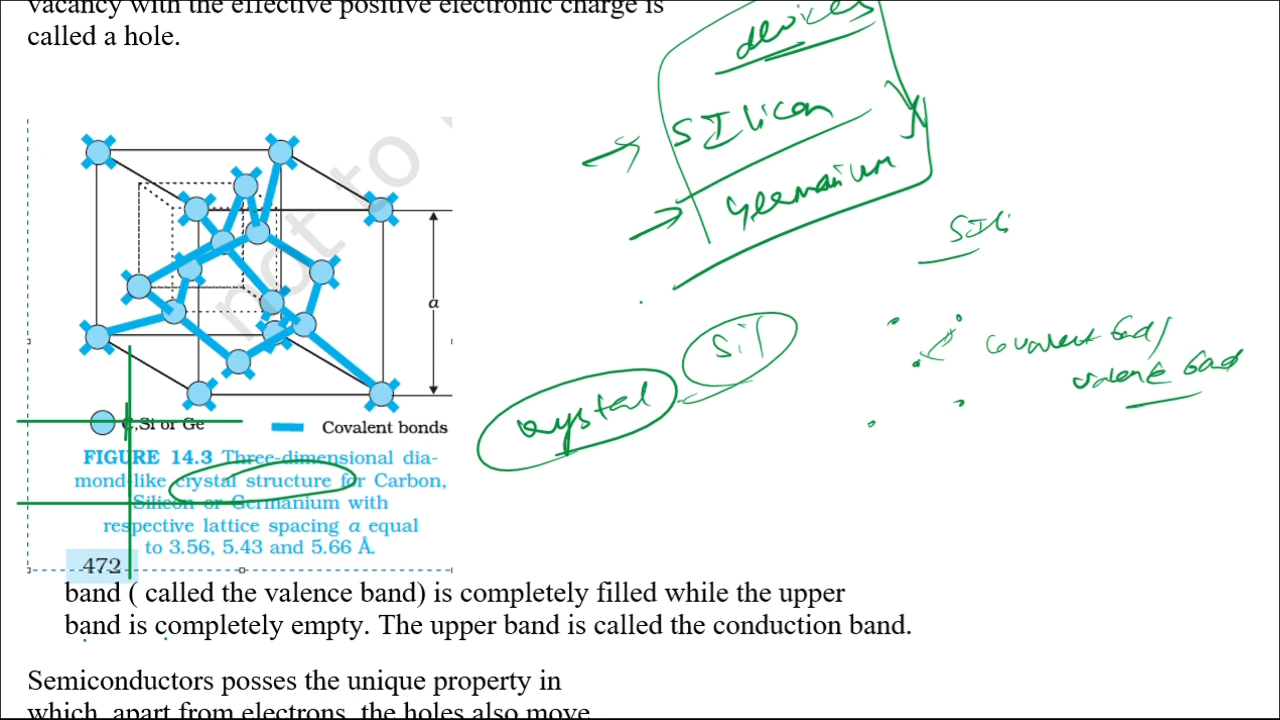 vacancy with the effective positive electronic charge is
called a hole.
devices
SIlicon
Germanium
SIli
not to
a
Sil
covalent bond/
valence band
crystal
C,Si or Ge
Covalent bonds
FIGURE 14.3 Three-dimensional dia-
mond-like crystal structure for Carbon,
Silicon or Germanium with
respective lattice spacing a equal
to 3.56, 5.43 and 5.66 Å.
472
band ( called the valence band) is completely filled while the upper
band is completely empty. The upper band is called the conduction band.
Semiconductors posses the unique property in
which, apart from electrons, the holes also move